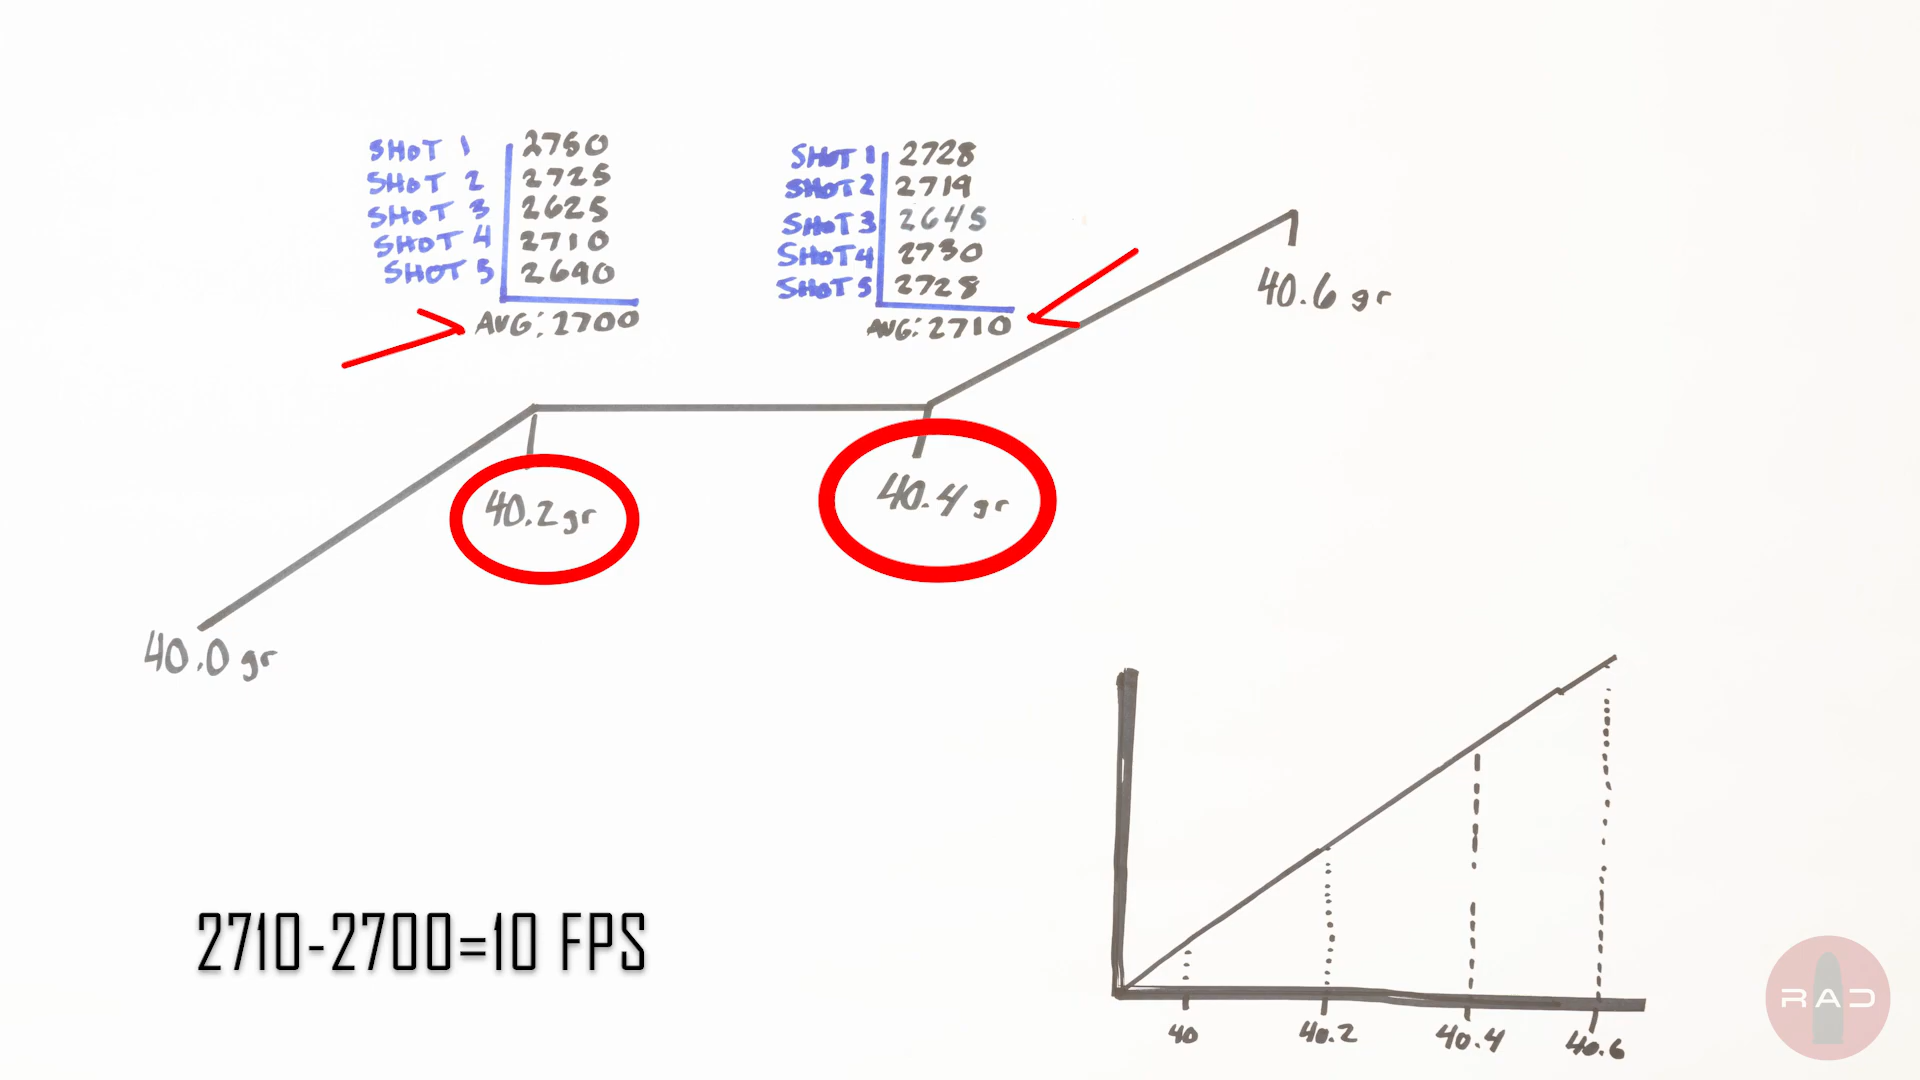 SHOT 1 2750
SHOT 2 2725
SHOT 3 2625
SHOT 4 2710
SHOT 5 2690
AVG: 2700
SHOT 1 2728
SHOT 2 2719
SHOT 3 2645
SHOT 4 2730
SHOT 5 2728
AVG: 2710
40.6 gr
40.2 gr
40.4 gr
40.0 gr
2710-2700=10 FPS
40 40.2 40.4 40.6
RAD